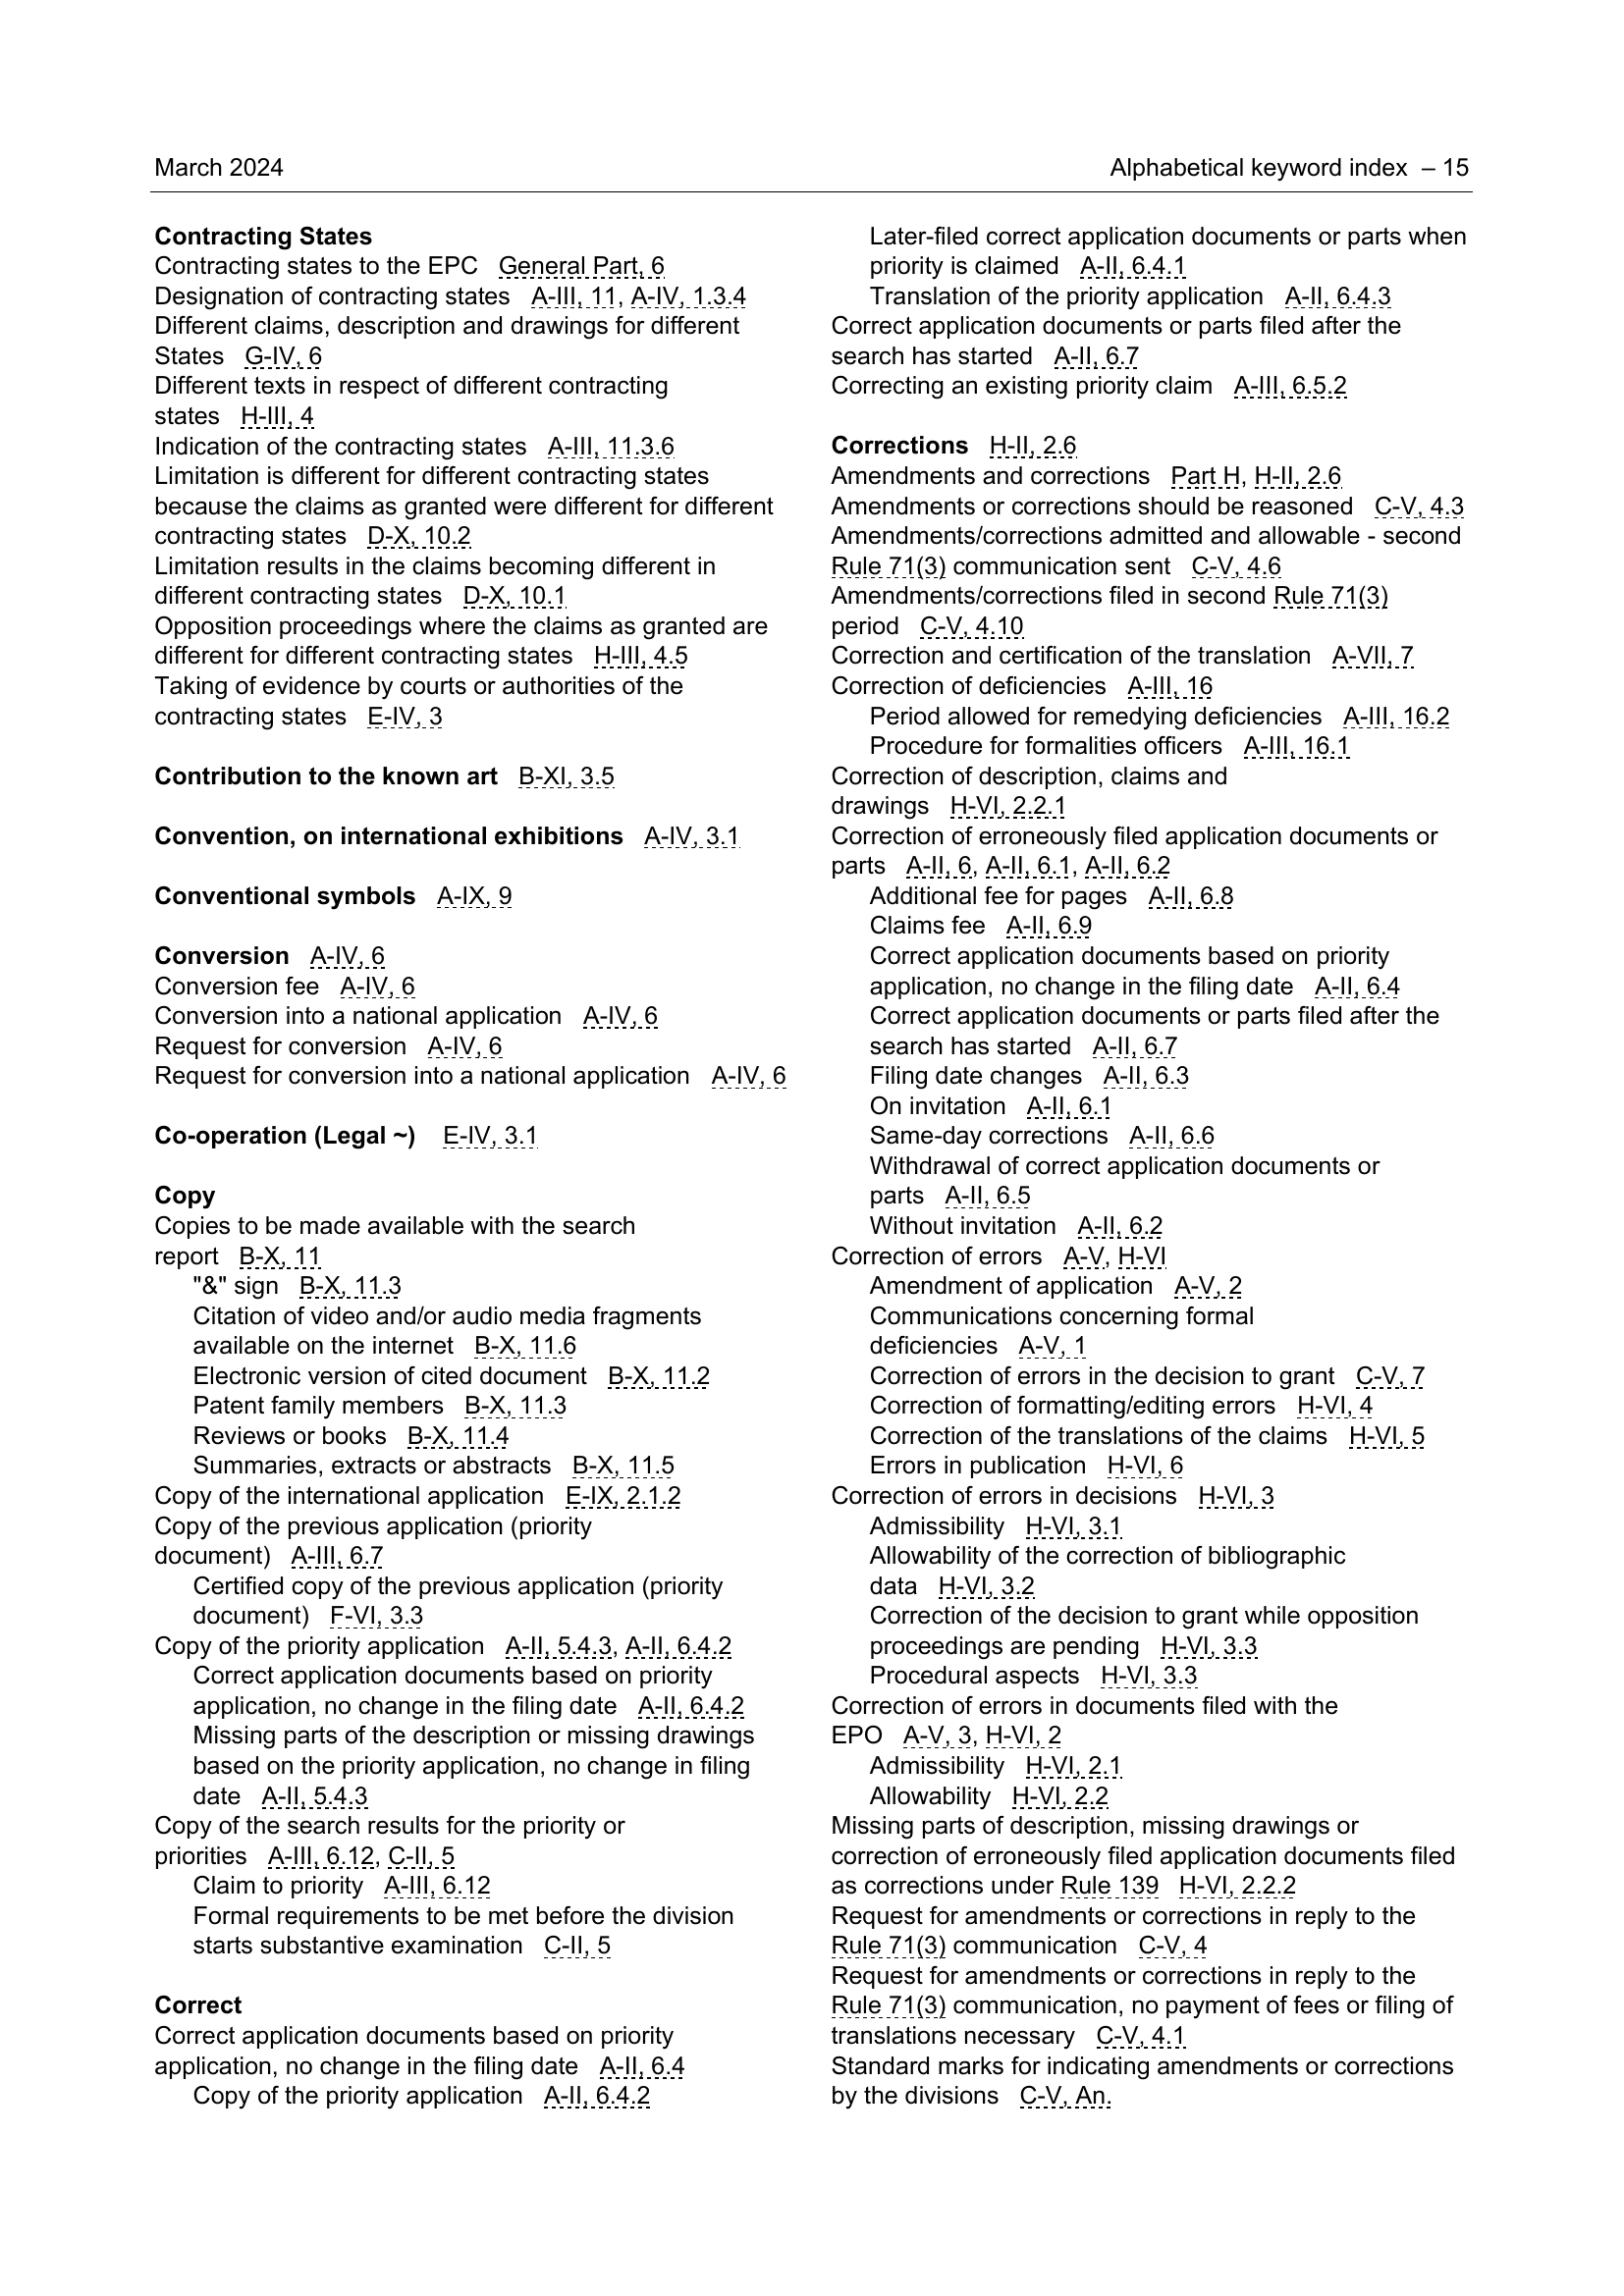 March 2024
Alphabetical keyword index – 15
Contracting States
Contracting states to the EPC General Part, 6
Designation of contracting states A-III, 11, A-IV, 1.3.4
Different claims, description and drawings for different
States G-IV, 6
Different texts in respect of different contracting
states H-III, 4
Indication of the contracting states A-III, 11.3.6
Limitation is different for different contracting states
because the claims as granted were different for different
contracting states D-X, 10.2
Limitation results in the claims becoming different in
different contracting states D-X, 10.1
Opposition proceedings where the claims as granted are
different for different contracting states H-III, 4.5
Taking of evidence by courts or authorities of the
contracting states E-IV, 3
Contribution to the known art B-XI, 3.5
Convention, on international exhibitions A-IV, 3.1
Conventional symbols A-IX, 9
Conversion A-IV, 6
Conversion fee A-IV, 6
Conversion into a national application A-IV, 6
Request for conversion A-IV, 6
Request for conversion into a national application A-IV, 6
Co-operation (Legal ~) E-IV, 3.1
Copy
Copies to be made available with the search
report B-X, 11
"&" sign B-X, 11.3
Citation of video and/or audio media fragments
available on the internet B-X, 11.6
Electronic version of cited document B-X, 11.2
Patent family members B-X, 11.3
Reviews or books B-X, 11.4
Summaries, extracts or abstracts B-X, 11.5
Copy of the international application E-IX, 2.1.2
Copy of the previous application (priority
document) A-III, 6.7
Certified copy of the previous application (priority
document) F-VI, 3.3
Copy of the priority application A-II, 5.4.3, A-II, 6.4.2
Correct application documents based on priority
application, no change in the filing date A-II, 6.4.2
Missing parts of the description or missing drawings
based on the priority application, no change in filing
date A-II, 5.4.3
Copy of the search results for the priority or
priorities A-III, 6.12, C-II, 5
Claim to priority A-III, 6.12
Formal requirements to be met before the division
starts substantive examination C-II, 5
Correct
Correct application documents based on priority
application, no change in the filing date A-II, 6.4
Copy of the priority application A-II, 6.4.2
Later-filed correct application documents or parts when
priority is claimed A-II, 6.4.1
Translation of the priority application A-II, 6.4.3
Correct application documents or parts filed after the
search has started A-II, 6.7
Correcting an existing priority claim A-III, 6.5.2
Corrections H-II, 2.6
Amendments and corrections Part H, H-II, 2.6
Amendments or corrections should be reasoned C-V, 4.3
Amendments/corrections admitted and allowable - second
Rule 71(3) communication sent C-V, 4.6
Amendments/corrections filed in second Rule 71(3)
period C-V, 4.10
Correction and certification of the translation A-VII, 7
Correction of deficiencies A-III, 16
Period allowed for remedying deficiencies A-III, 16.2
Procedure for formalities officers A-III, 16.1
Correction of description, claims and
drawings H-VI, 2.2.1
Correction of erroneously filed application documents or
parts A-II, 6, A-II, 6.1, A-II, 6.2
Additional fee for pages A-II, 6.8
Claims fee A-II, 6.9
Correct application documents based on priority
application, no change in the filing date A-II, 6.4
Correct application documents or parts filed after the
search has started A-II, 6.7
Filing date changes A-II, 6.3
On invitation A-II, 6.1
Same-day corrections A-II, 6.6
Withdrawal of correct application documents or
parts A-II, 6.5
Without invitation A-II, 6.2
Correction of errors A-V, H-VI
Amendment of application A-V, 2
Communications concerning formal
deficiencies A-V, 1
Correction of errors in the decision to grant C-V, 7
Correction of formatting/editing errors H-VI, 4
Correction of the translations of the claims H-VI, 5
Errors in publication H-VI, 6
Correction of errors in decisions H-VI, 3
Admissibility H-VI, 3.1
Allowability of the correction of bibliographic
data H-VI, 3.2
Correction of the decision to grant while opposition
proceedings are pending H-VI, 3.3
Procedural aspects H-VI, 3.3
Correction of errors in documents filed with the
EPO A-V, 3, H-VI, 2
Admissibility H-VI, 2.1
Allowability H-VI, 2.2
Missing parts of description, missing drawings or
correction of erroneously filed application documents filed
as corrections under Rule 139 H-VI, 2.2.2
Request for amendments or corrections in reply to the
Rule 71(3) communication C-V, 4
Request for amendments or corrections in reply to the
Rule 71(3) communication, no payment of fees or filing of
translations necessary C-V, 4.1
Standard marks for indicating amendments or corrections
by the divisions C-V, An.